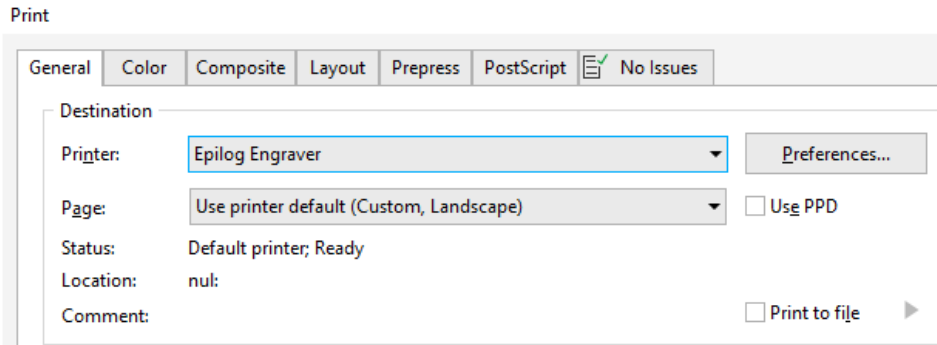 Print
General Color Composite Layout Prepress PostScript No Issues
Destination
Printer: Epilog Engraver Preferences...
Page: Use printer default (Custom, Landscape) Use PPD
Status: Default printer; Ready
Location: nul:
Comment: Print to file